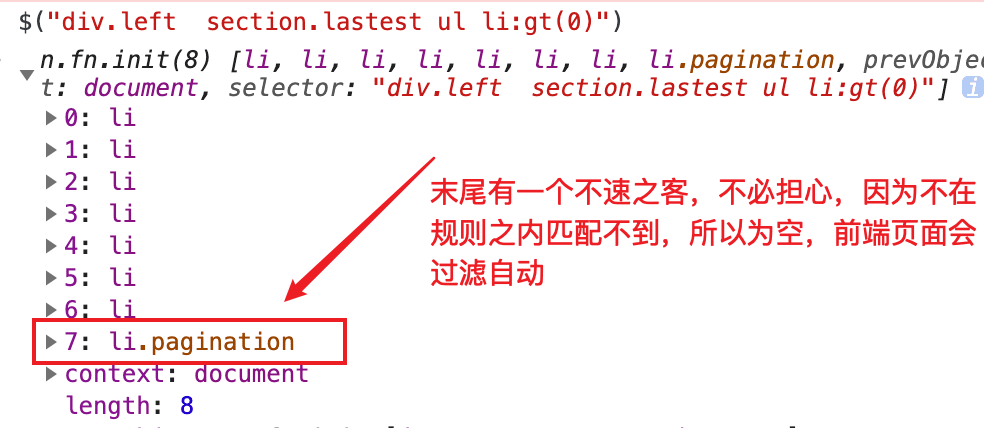 $("div.left  section.lastest ul li:gt(0)")
n.fn.init(8) [li, li, li, li, li, li, li, li.pagination, prevObjec
t: document, selector: "div.left  section.lastest ul li:gt(0)"]
0: li
1: li
2: li
3: li
4: li
5: li
6: li
7: li.pagination
context: document
length: 8
末尾有一个不速之客，不必担心，因为不在
规则之内匹配不到，所以为空，前端页面会
过滤自动